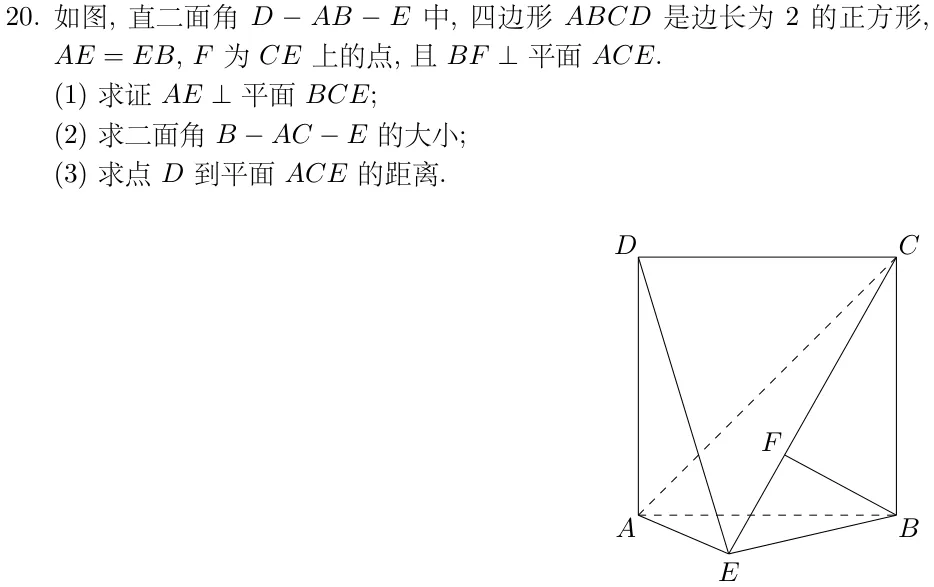 20. 如图, 直二面角 D − AB − E 中, 四边形 ABCD 是边长为 2 的正方形,
AE = EB, F 为 CE 上的点, 且 BF ⊥ 平面 ACE.
(1) 求证 AE ⊥ 平面 BCE;
(2) 求二面角 B − AC − E 的大小;
(3) 求点 D 到平面 ACE 的距离.
D
C
F
A
B
E